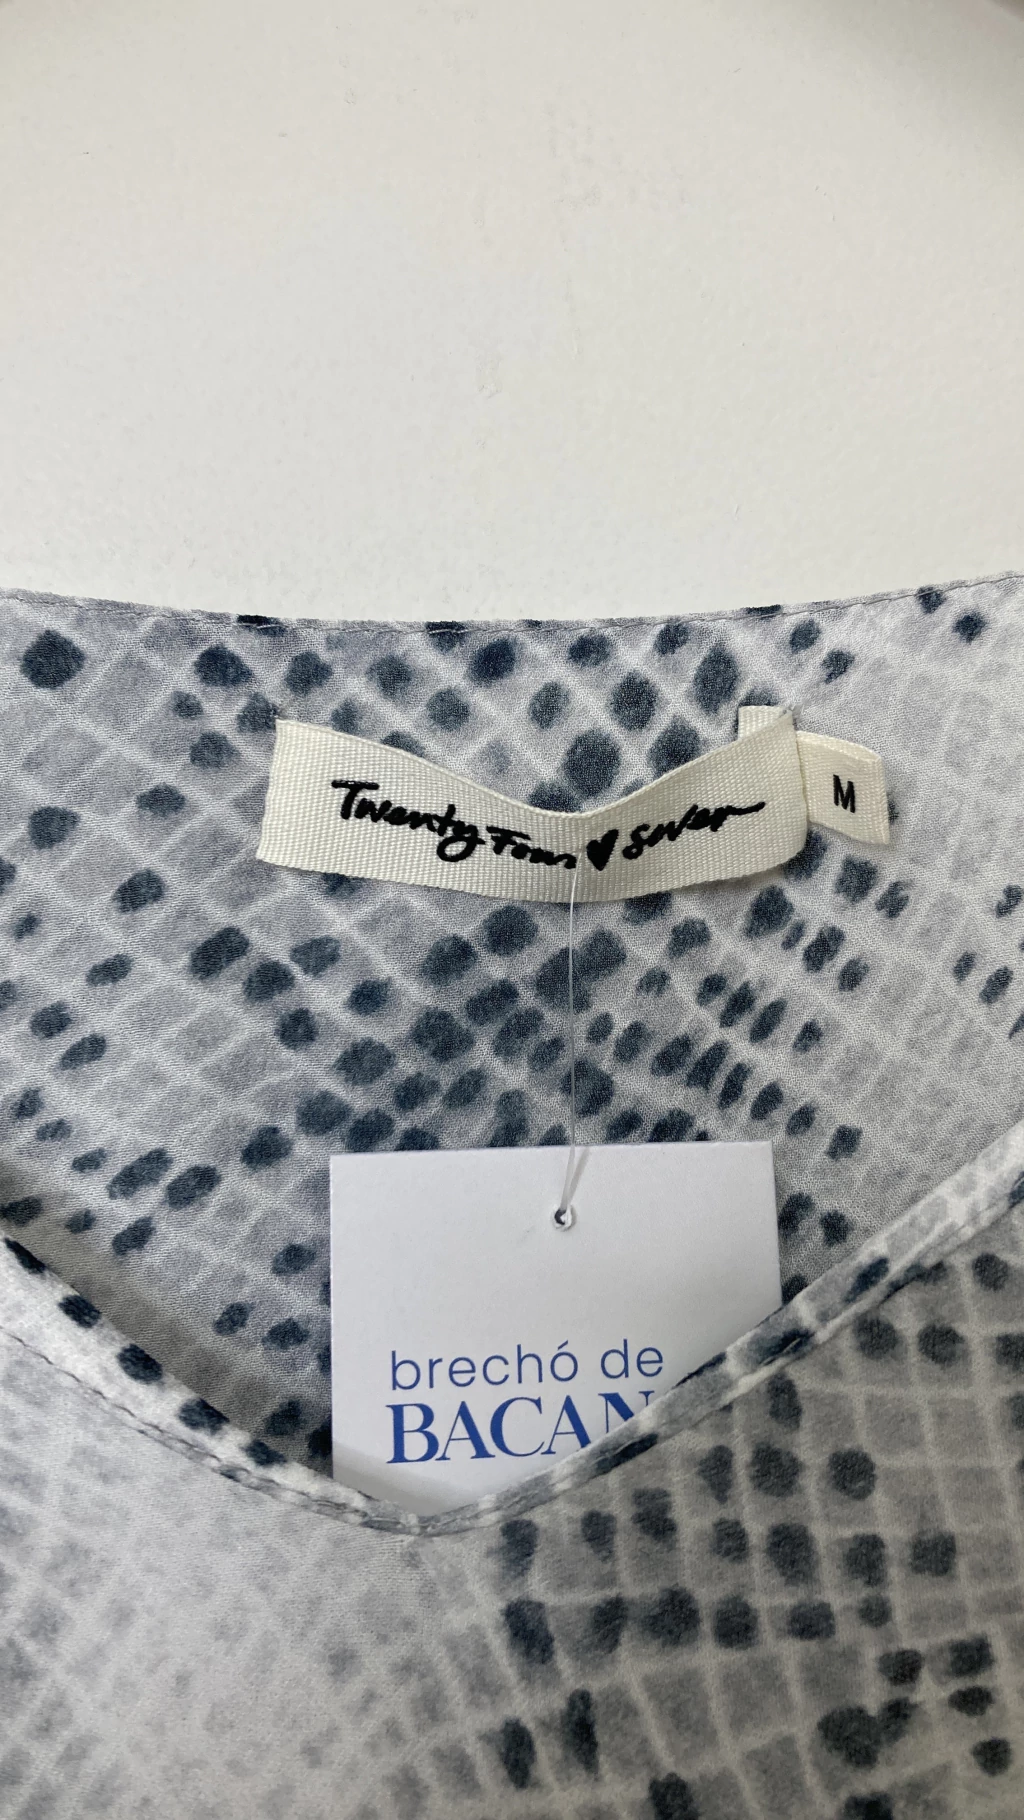 Twenty Four ♥ seven
M
brechó de
BACAN